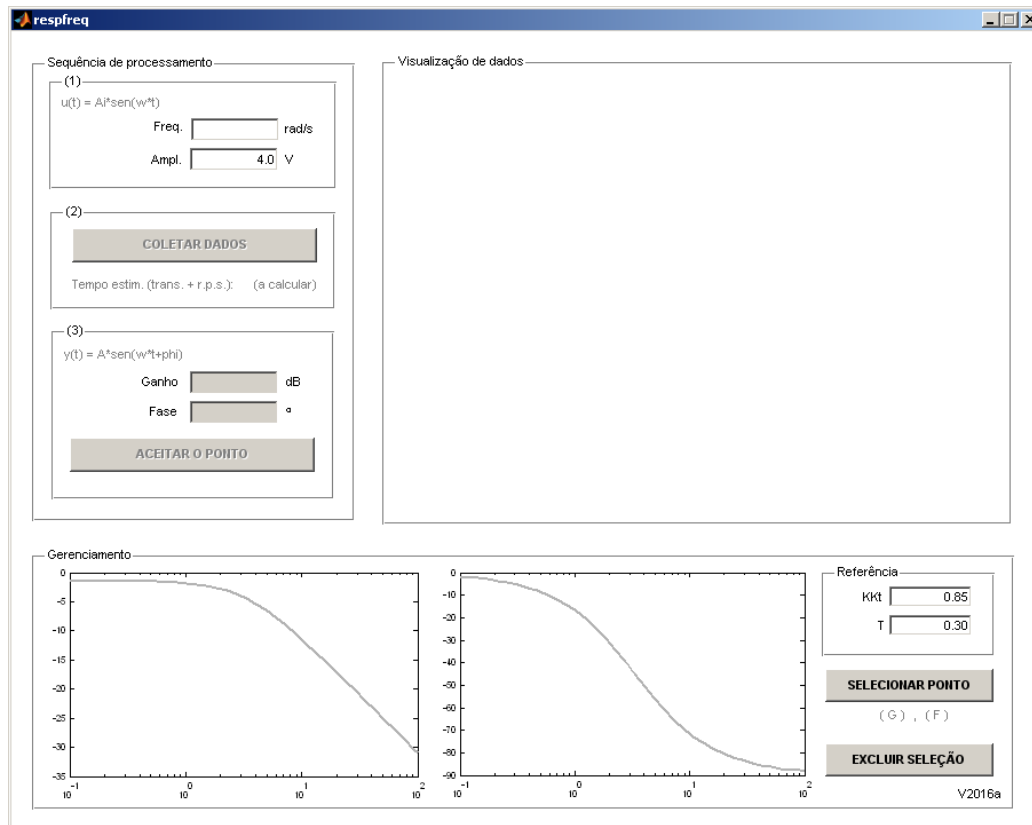 respfreq
Sequência de processamento
(1)
u(t) = Ai*sen(w*t)
Freq. rad/s
Ampl. 4.0 V
(2)
COLETAR DADOS
Tempo estim. (trans. + r.p.s.): (a calcular)
(3)
y(t) = A*sen(w*t+phi)
Ganho dB
Fase º
ACEITAR O PONTO
Visualização de dados
Gerenciamento
0
-5
-10
-15
-20
-25
-30
-35
10^-1 10^0 10^1 10^2
0
-10
-20
-30
-40
-50
-60
-70
-80
-90
10^-1 10^0 10^1 10^2
Referência
KKt 0.85
T 0.30
SELECIONAR PONTO
( G ) , ( F )
EXCLUIR SELEÇÃO
V2016a